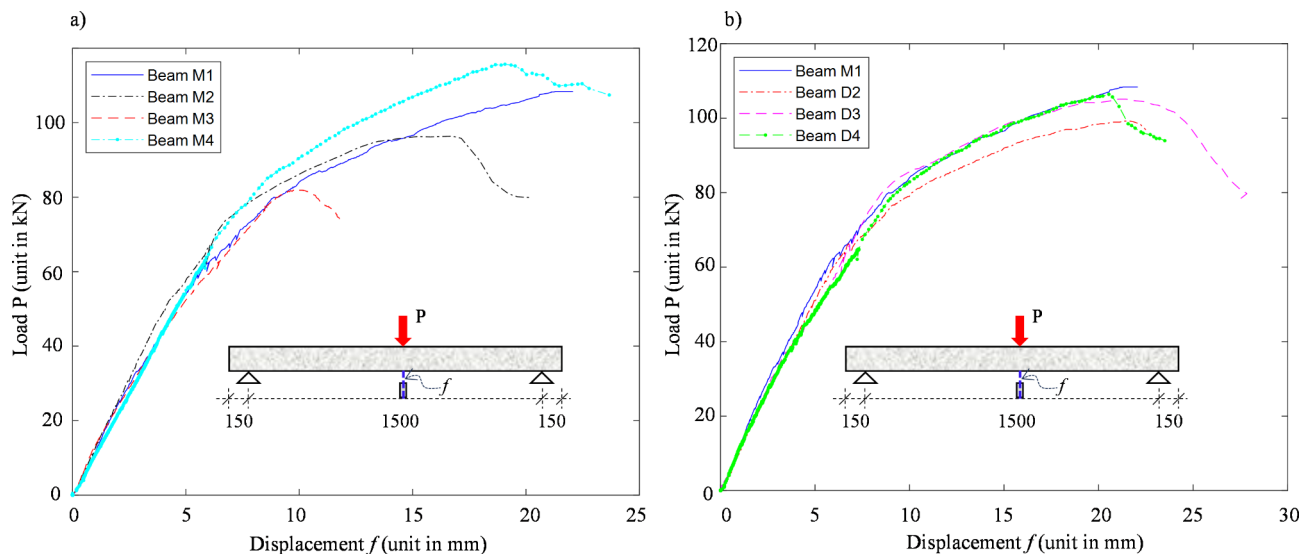 a)
Beam M1
Beam M2
Beam M3
Beam M4
100
80
60
40
20
0
Load P (unit in kN)
P
f
150
1500
150
0
5
10
15
20
25
Displacement f (unit in mm)
b)
Beam M1
Beam D2
Beam D3
Beam D4
120
100
80
60
40
20
0
Load P (unit in kN)
P
f
150
1500
150
0
5
10
15
20
25
30
Displacement f (unit in mm)